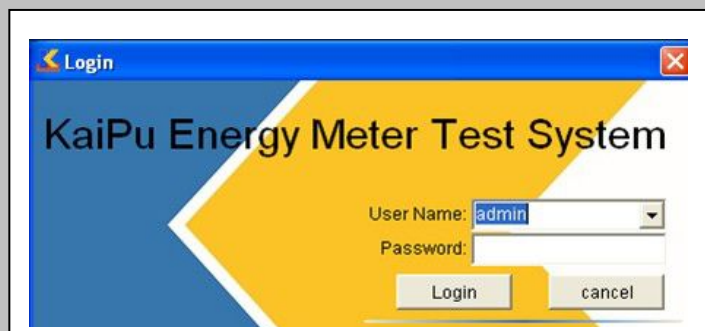 Login
KaiPu Energy Meter Test System
User Name: admin
Password:
Login cancel